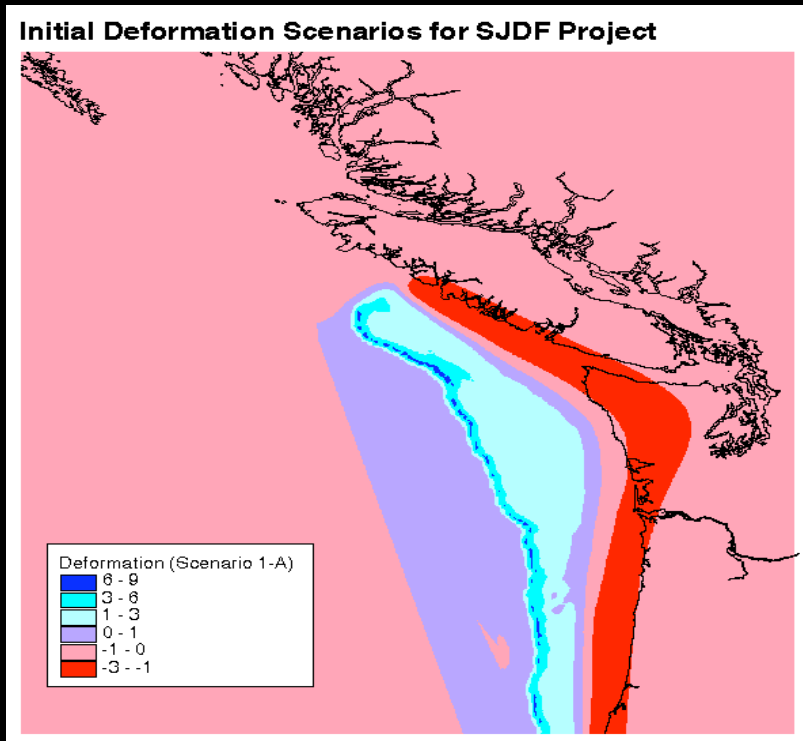 Initial Deformation Scenarios for SJDF Project
Deformation (Scenario 1-A)
6 - 9
3 - 6
1 - 3
0 - 1
-1 - 0
-3 - -1